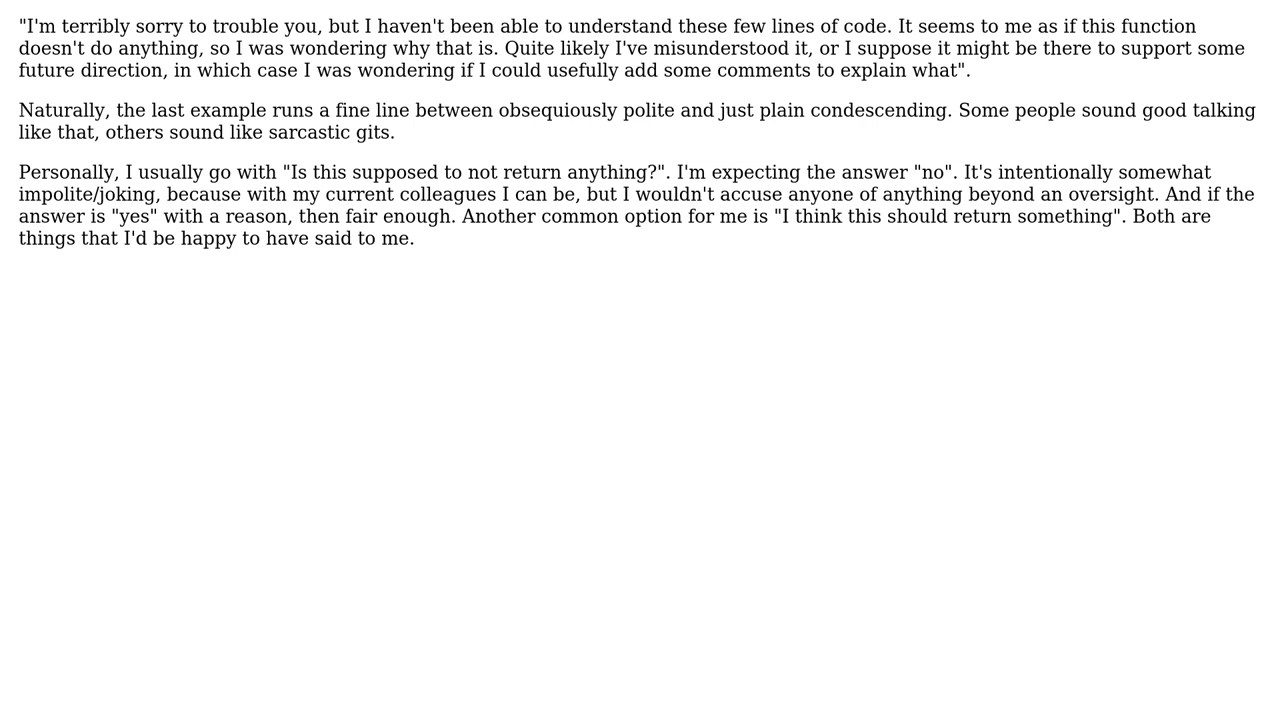 "I'm terribly sorry to trouble you, but I haven't been able to understand these few lines of code. It seems to me as if this function
doesn't do anything, so I was wondering why that is. Quite likely I've misunderstood it, or I suppose it might be there to support some
future direction, in which case I was wondering if I could usefully add some comments to explain what".
Naturally, the last example runs a fine line between obsequiously polite and just plain condescending. Some people sound good talking
like that, others sound like sarcastic gits.
Personally, I usually go with "Is this supposed to not return anything?". I'm expecting the answer "no". It's intentionally somewhat
impolite/joking, because with my current colleagues I can be, but I wouldn't accuse anyone of anything beyond an oversight. And if the
answer is "yes" with a reason, then fair enough. Another common option for me is "I think this should return something". Both are
things that I'd be happy to have said to me.